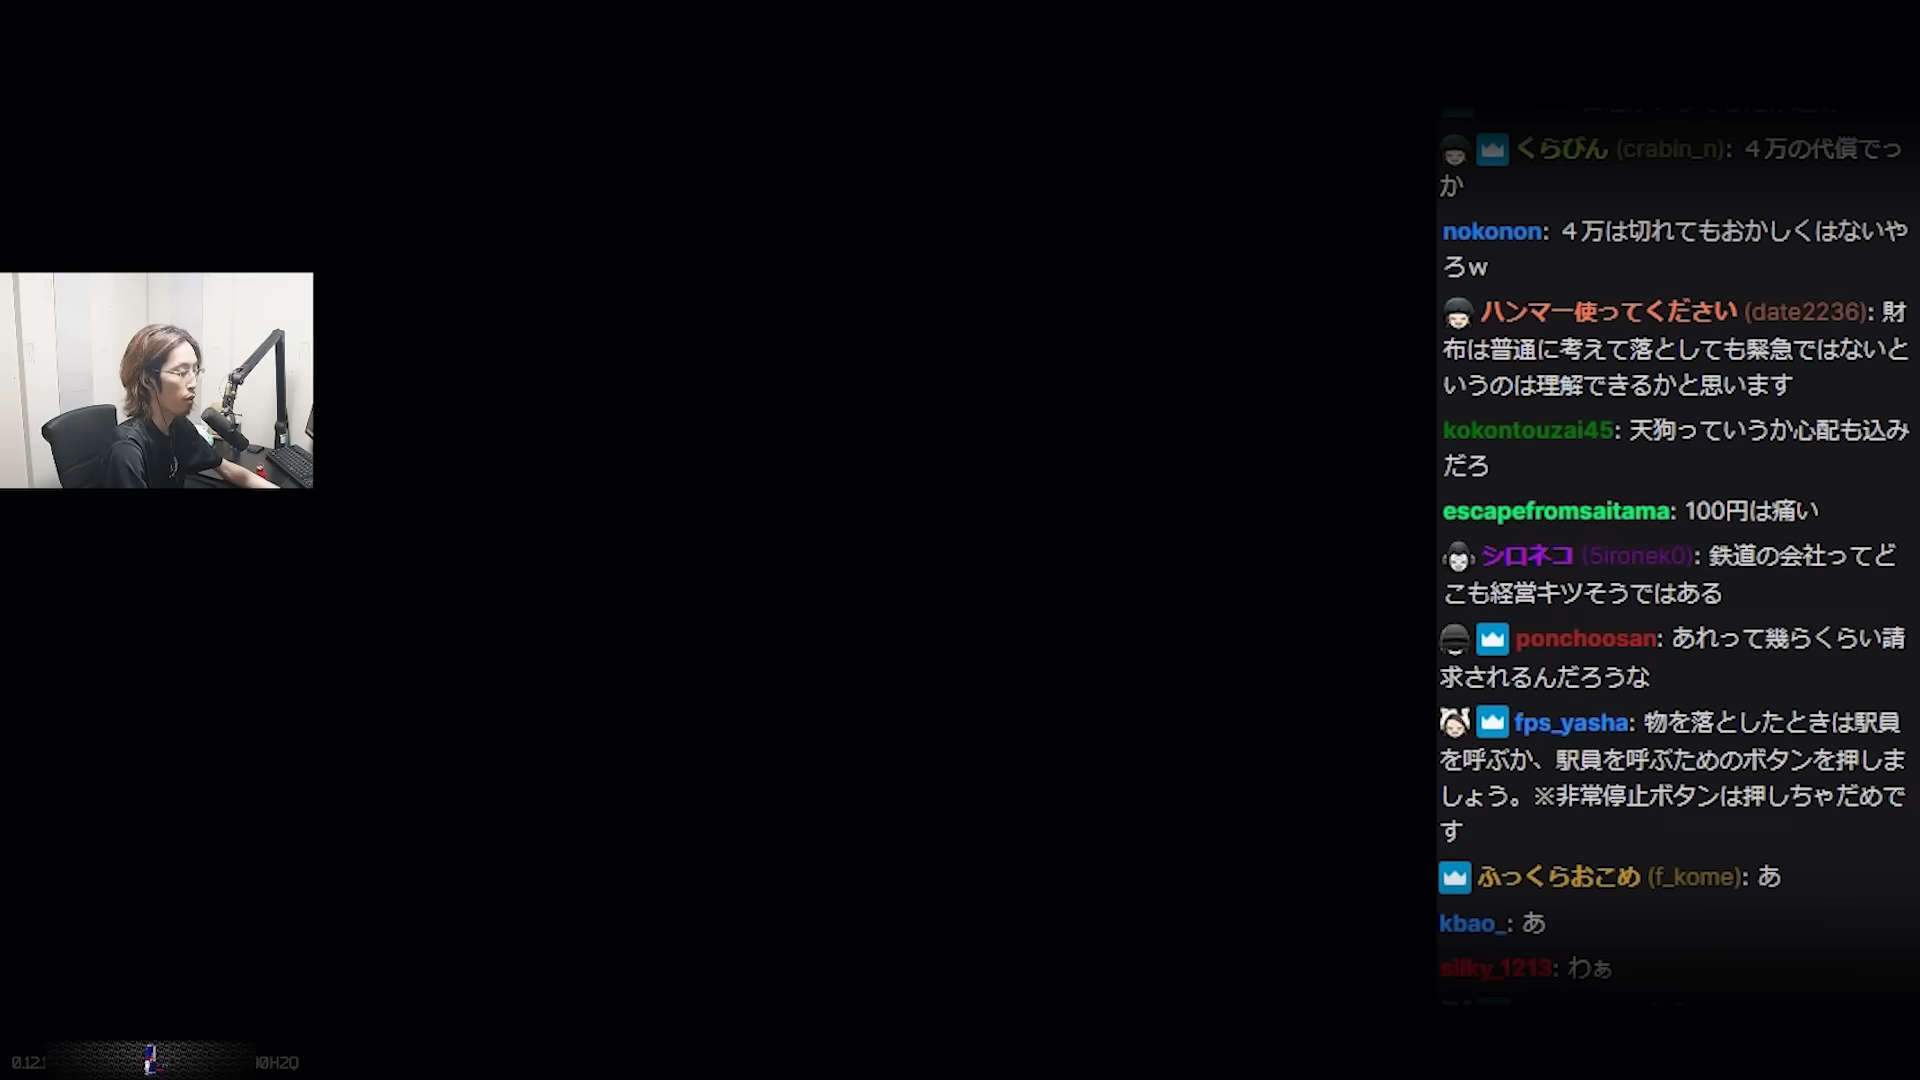 くらびん (crabin_n): ４万の代償でっ
か
nokonon: ４万は切れてもおかしくはないや
ろw
ハンマー使ってください (date2236): 財
布は普通に考えて落としても緊急ではないと
いうのは理解できるかと思います
kokontouzai45: 天狗っていうか心配も込み
だろ
escapefromsaitama: 100円は痛い
シロネコ (5ironek0): 鉄道の会社ってど
こも経営キツそうではある
ponchoosan: あれって幾らくらい請
求されるんだろうな
fps_yasha: 物を落としたときは駅員
を呼ぶか、駅員を呼ぶためのボタンを押しま
しょう。※非常停止ボタンは押しちゃだめで
す
ふっくらおこめ (f_kome): あ
kbao_: あ
silky_1213: わぁ
0.12.